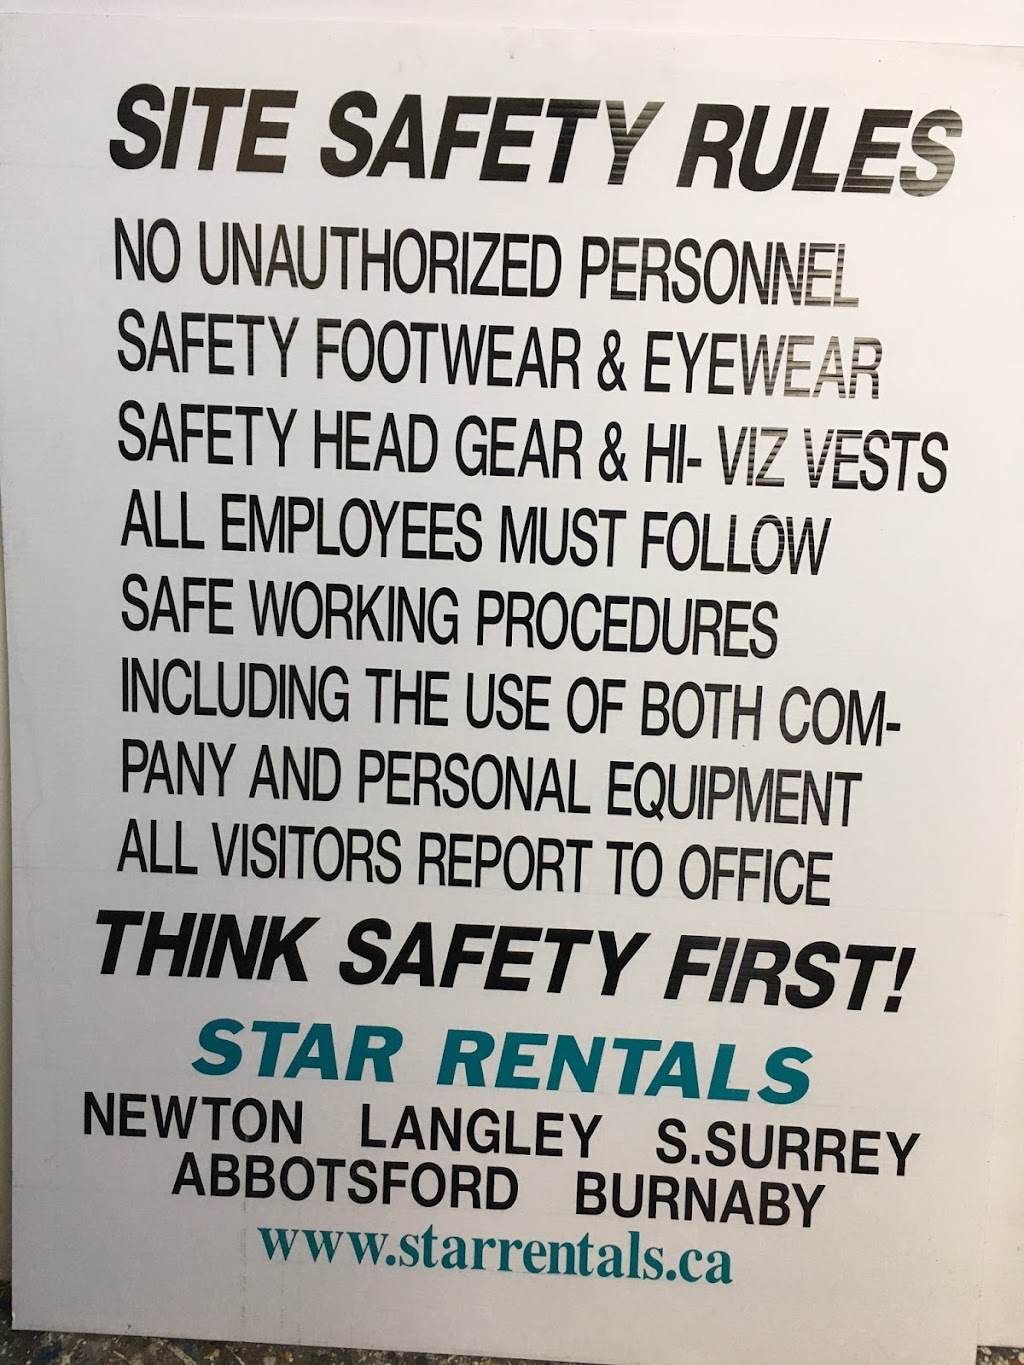 SITE SAFETY RULES
NO UNAUTHORIZED PERSONNEL
SAFETY FOOTWEAR & EYEWEAR
SAFETY HEAD GEAR & HI- VIZ VESTS
ALL EMPLOYEES MUST FOLLOW
SAFE WORKING PROCEDURES
INCLUDING THE USE OF BOTH COM-
PANY AND PERSONAL EQUIPMENT
ALL VISITORS REPORT TO OFFICE
THINK SAFETY FIRST!
STAR RENTALS
NEWTON LANGLEY S.SURREY
ABBOTSFORD BURNABY
www.starrentals.ca